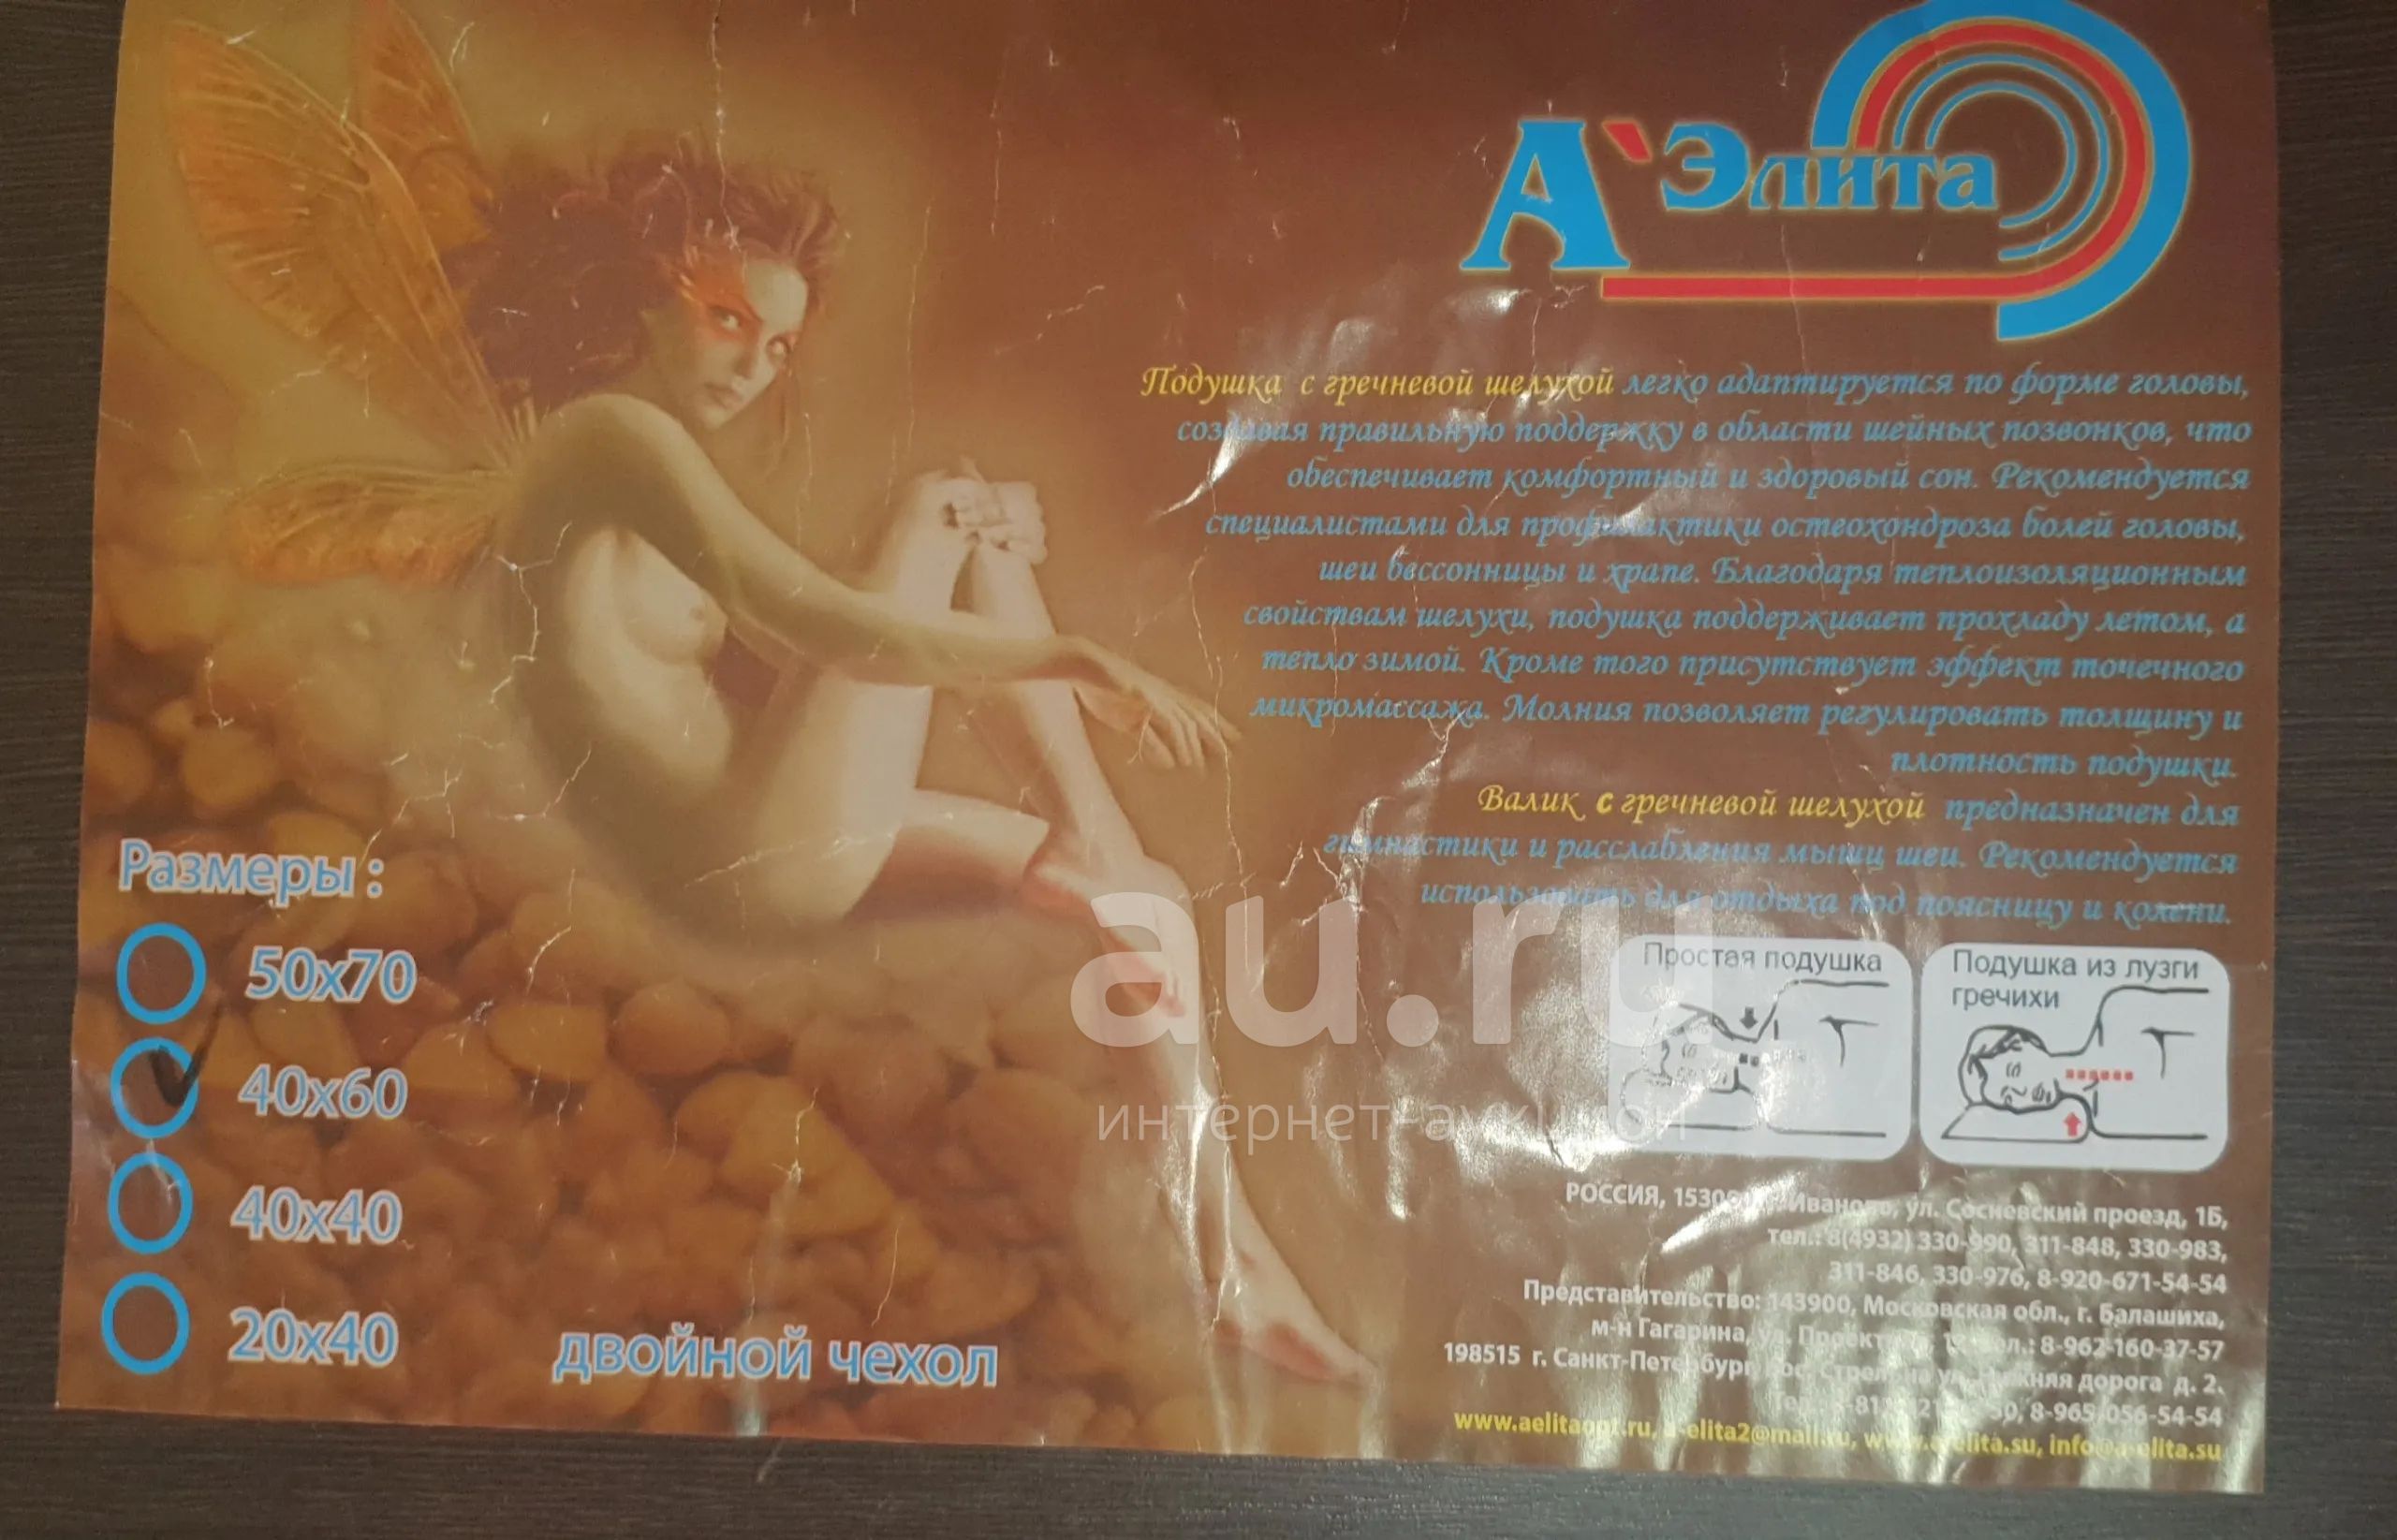 А`Элита
Подушка с гречневой шелухой легко адаптируется по форме головы,
создавая правильную поддержку в области шейных позвонков, что
обеспечивает комфортный и здоровый сон. Рекомендуется
специалистами для профилактики остеохондроза болей головы,
шеи бессонницы и храпе. Благодаря теплоизоляционным
свойствам шелухи, подушка поддерживает прохладу летом, а
тепло зимой. Кроме того присутствует эффект точечного
микромассажа. Молния позволяет регулировать толщину и
плотность подушки.
Валик с гречневой шелухой предназначен для
гимнастики и расслабления мышц шеи. Рекомендуется
использовать для отдыха под поясницу и колени.
Размеры :
50х70
40х60
40х40
20х40
двойной чехол
Простая подушка
Подушка из лузги
гречихи
au.ru
интернет-аукцион
РОССИЯ, Иваново, ул. Сосневский проезд, 1Б,
тел.: 8(4932) 330-990, 311-848, 330-983,
311-846, 330-976, 8-920-671-54-54
Представительство: 143900, Московская обл., г. Балашиха,
м-н Гагарина, 8-962-160-37-57
198515 г. Санкт-Петербург дорога д. 2.
8-965-056-54-54
www.aelitaopt.ru, a-elita2@mail.ru, info@a-elita.su